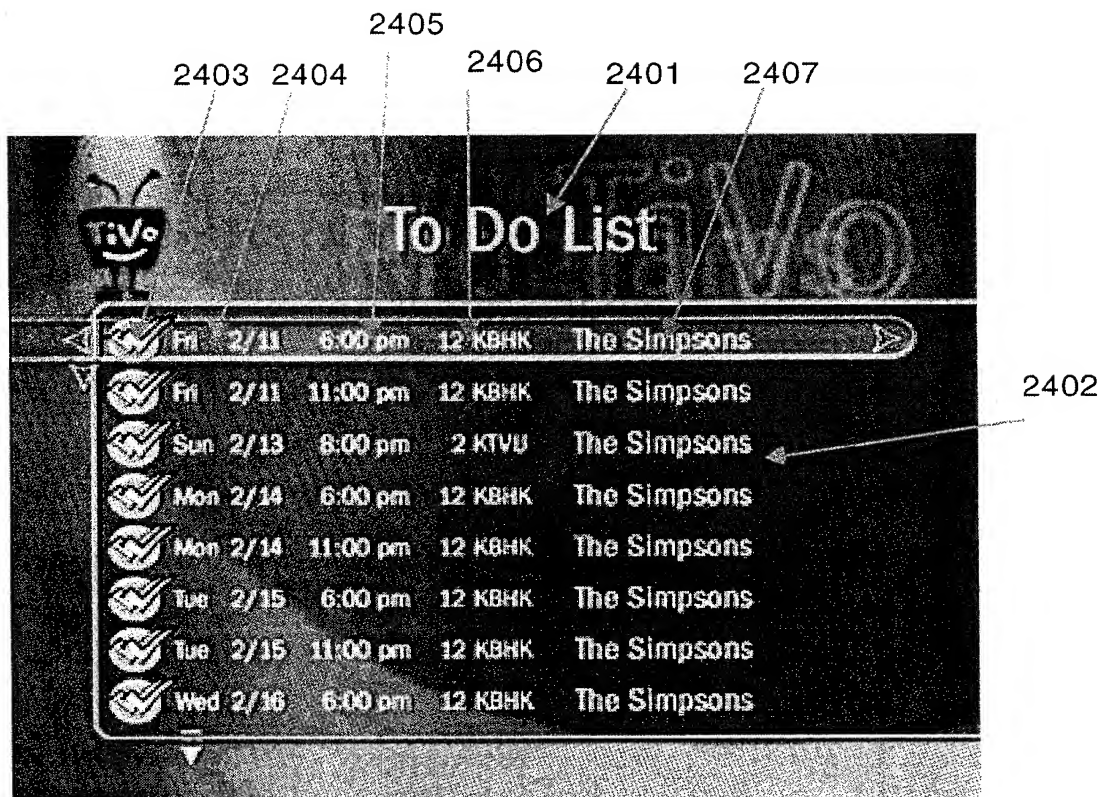 2405
2403 2404 2406 2401 2407
TiVo
To Do List
TiVo
Fri 2/11 6:00 pm 12 KBHK The Simpsons
Fri 2/11 11:00 pm 12 KBHK The Simpsons
2402
Sun 2/13 8:00 pm 2 KTVU The Simpsons
Mon 2/14 6:00 pm 12 KBHK The Simpsons
Mon 2/14 11:00 pm 12 KBHK The Simpsons
Tue 2/15 6:00 pm 12 KBHK The Simpsons
Tue 2/15 11:00 pm 12 KBHK The Simpsons
Wed 2/16 6:00 pm 12 KBHK The Simpsons